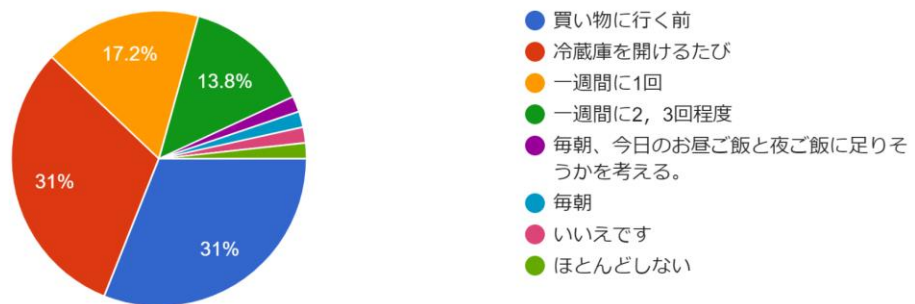 17.2%
13.8%
31%
31%
買い物に行く前
冷蔵庫を開けるたび
一週間に1回
一週間に2，3回程度
毎朝、今日のお昼ご飯と夜ご飯に足りそ
うかを考える。
毎朝
いいえです
ほとんどしない